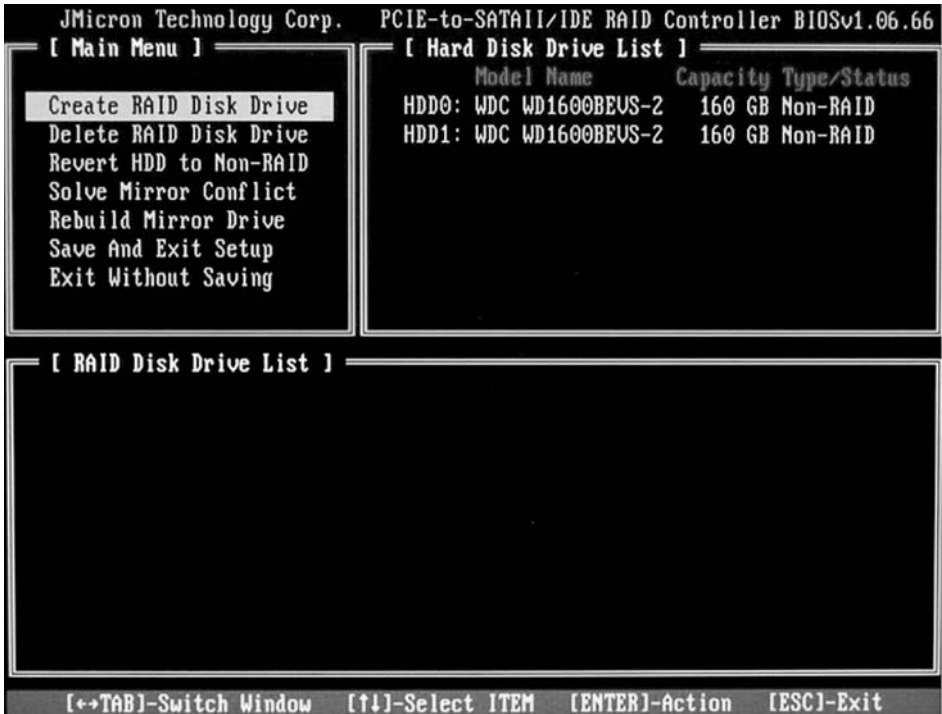 JMicron Technology Corp. PCIE-to-SATAII/IDE RAID Controller BIOSv1.06.66
[ Main Menu ]
Create RAID Disk Drive
Delete RAID Disk Drive
Revert HDD to Non-RAID
Solve Mirror Conflict
Rebuild Mirror Drive
Save And Exit Setup
Exit Without Saving
[ Hard Disk Drive List ]
Model Name Capacity Type/Status
HDD0: WDC WD1600BEVS-2 160 GB Non-RAID
HDD1: WDC WD1600BEVS-2 160 GB Non-RAID
[ RAID Disk Drive List ]
[↔TAB]-Switch Window [↑↓]-Select ITEM [ENTER]-Action [ESC]-Exit